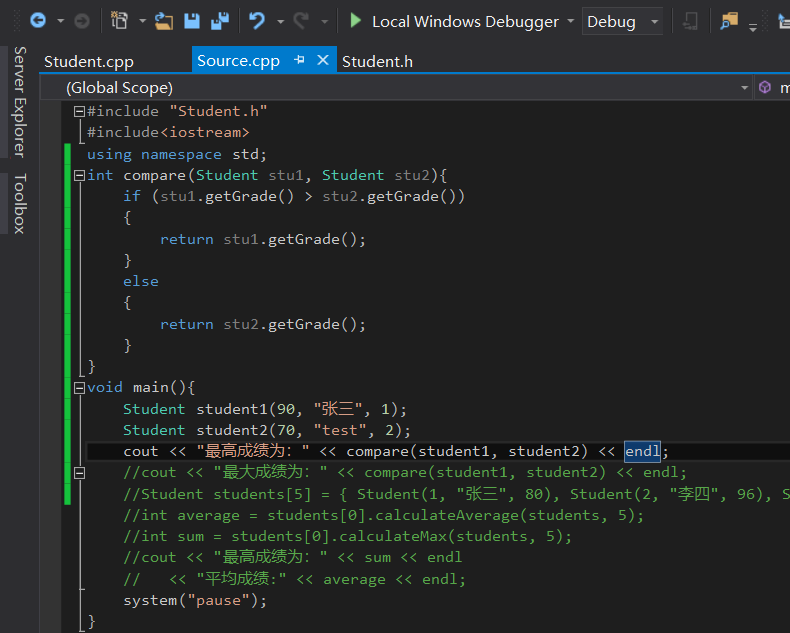 Local Windows Debugger Debug
Server Explorer
Toolbox
Student.cpp Source.cpp Student.h
(Global Scope)
#include "Student.h"
#include<iostream>
using namespace std;
int compare(Student stu1, Student stu2){
if (stu1.getGrade() > stu2.getGrade())
{
return stu1.getGrade();
}
else
{
return stu2.getGrade();
}
}
void main(){
Student student1(90, "张三", 1);
Student student2(70, "test", 2);
cout << "最高成绩为：" << compare(student1, student2) << endl;
//cout << "最大成绩为：" << compare(student1, student2) << endl;
//Student students[5] = { Student(1, "张三", 80), Student(2, "李四", 96), S
//int average = students[0].calculateAverage(students, 5);
//int sum = students[0].calculateMax(students, 5);
//cout << "最高成绩为：" << sum << endl
// << "平均成绩:" << average << endl;
system("pause");
}